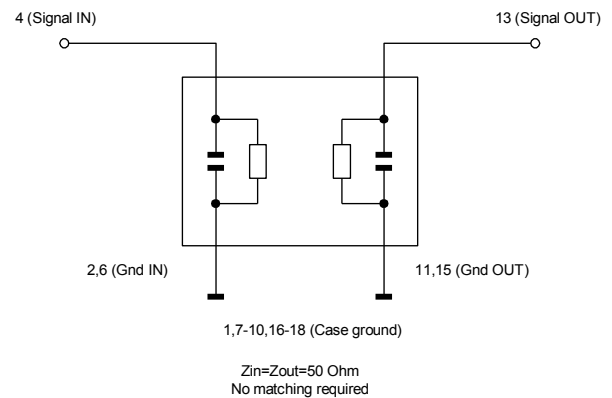 4 (Signal IN)
13 (Signal OUT)
2,6 (Gnd IN)
11,15 (Gnd OUT)
1,7-10,16-18 (Case ground)
Zin=Zout=50 Ohm
No matching required